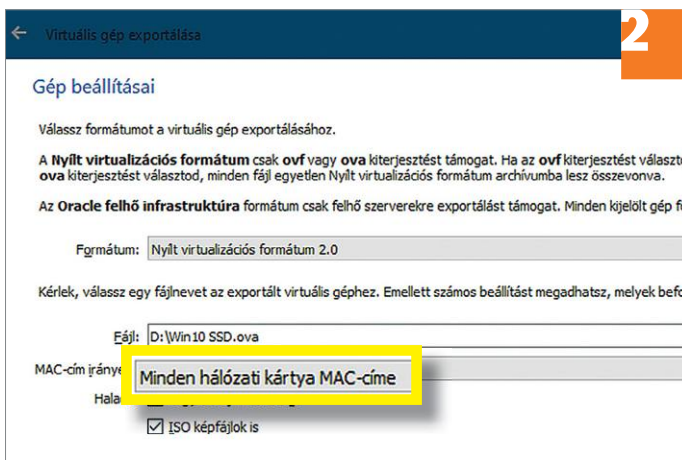 2
Virtuális gép exportálása
Gép beállításai
Válassz formátumot a virtuális gép exportálásához.
A Nyílt virtualizációs formátum csak ovf vagy ova kiterjesztést támogat. Ha az ovf kiterjesztést választo
ova kiterjesztést választod, minden fájl egyetlen Nyílt virtualizációs formátum archívumba lesz összevonva.
Az Oracle felhő infrastruktúra formátum csak felhő szerverekre exportálást támogat. Minden kijelölt gép f
Formátum: Nyílt virtualizációs formátum 2.0
Kérlek, válassz egy fájlnevet az exportált virtuális géphez. Emellett számos beállítást megadhatsz, melyek befo
Fájl: D:\Win10 SSD.ova
MAC-cím iránye
Minden hálózati kártya MAC-címe
Hala
ISO képfájlok is